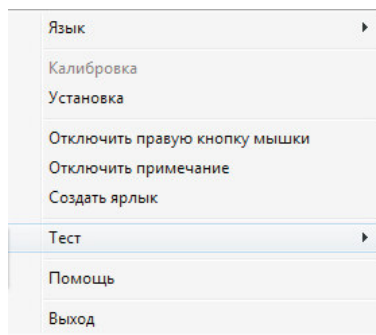 Язык
Калибровка
Установка
Отключить правую кнопку мышки
Отключить примечание
Создать ярлык
Тест
Помощь
Выход